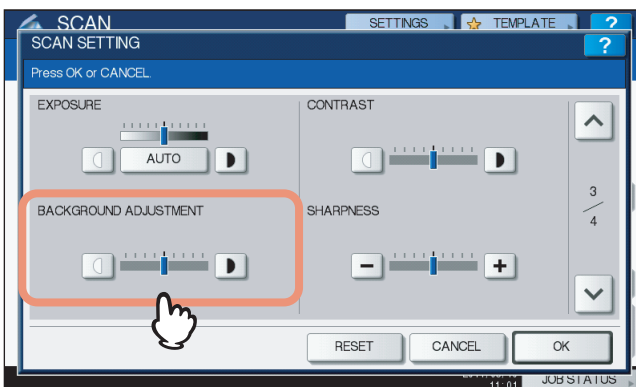 SCAN
SETTINGS
TEMPLATE
?
SCAN SETTING
?
Press OK or CANCEL.
EXPOSURE
CONTRAST
AUTO
3
4
BACKGROUND ADJUSTMENT
SHARPNESS
RESET
CANCEL
OK
11:01
JOB STATUS